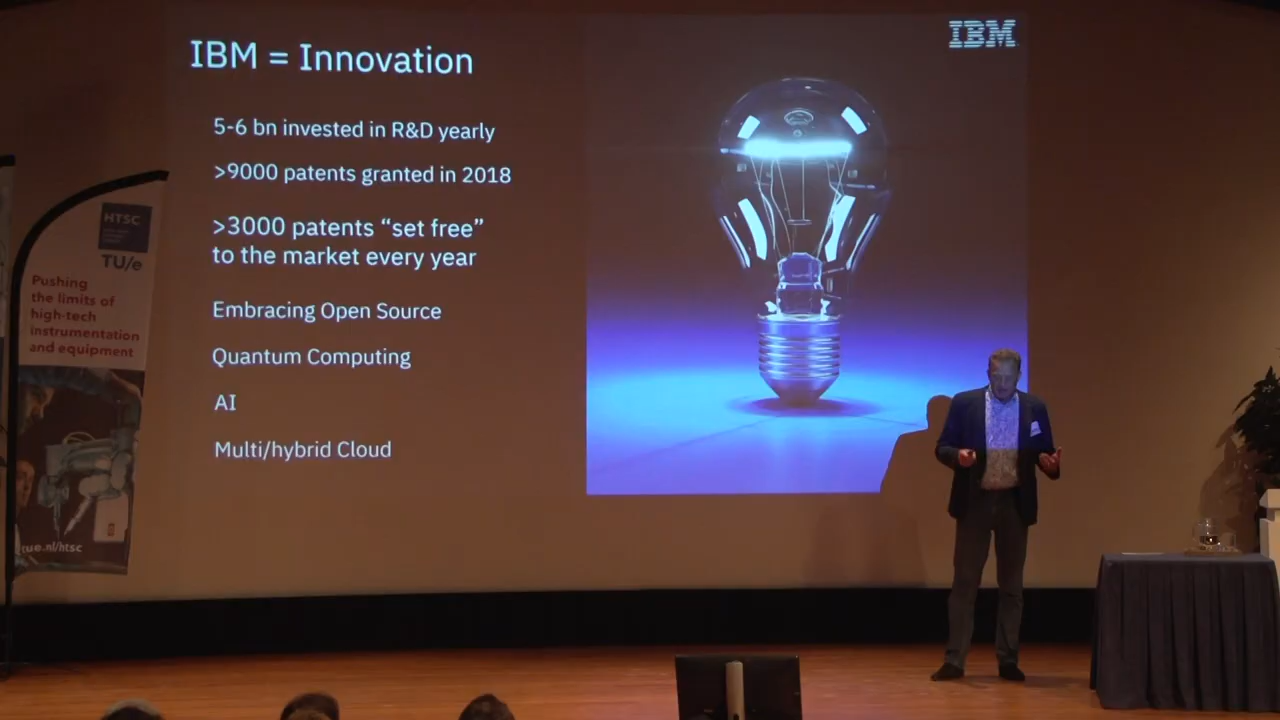 IBM = Innovation
IBM
5-6 bn invested in R&D yearly
>9000 patents granted in 2018
>3000 patents “set free”
to the market every year
Embracing Open Source
Quantum Computing
AI
Multi/hybrid Cloud
HTSC
TU/e
Pushing
the limits of
high-tech
instrumentation
and equipment
tue.nl/htsc